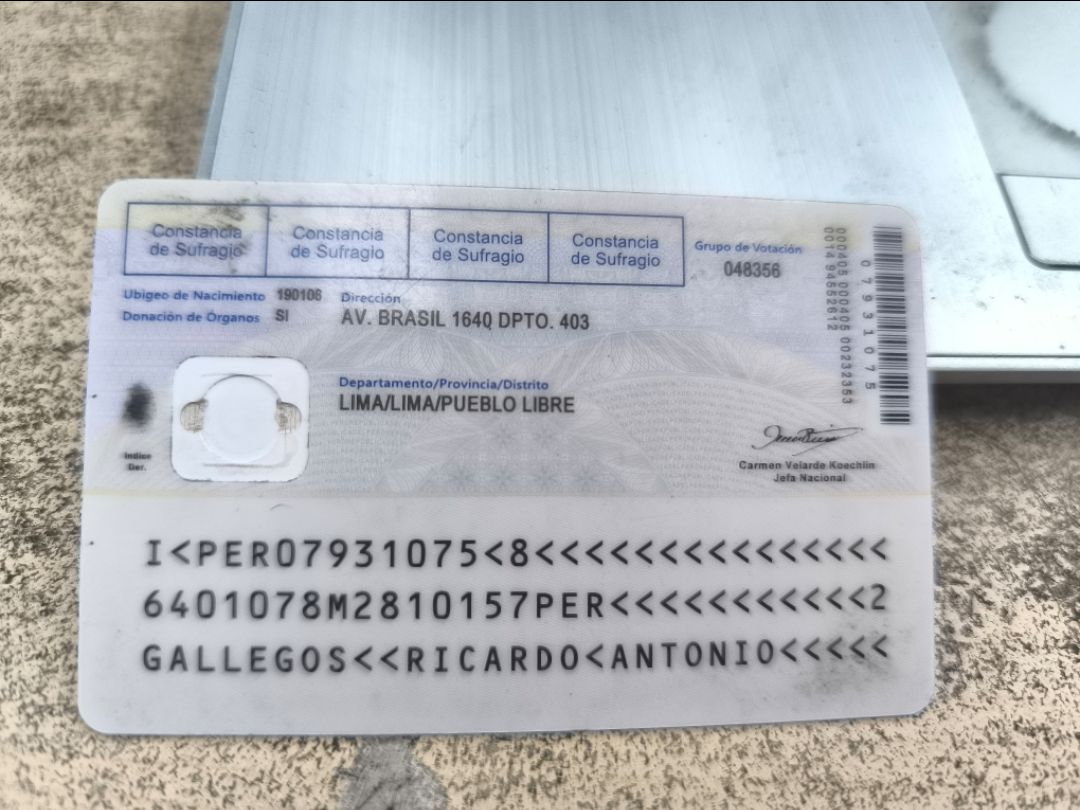 Constancia de Sufragio
Constancia de Sufragio
Constancia de Sufragio
Constancia de Sufragio
Grupo de Votación
048356
Ubigeo de Nacimiento 190106
Donación de Órganos SI
Dirección
AV. BRASIL 1640 DPTO. 403
Departamento/Provincia/Distrito
LIMA/LIMA/PUEBLO LIBRE
Indice
Der.
07931075
Carmen Velarde Koechlin
Jefa Nacional
I<PER07931075<8<<<<<<<<<<<<<<<
6401078M2810157PER<<<<<<<<<<<2
GALLEGOS<<RICARDO<ANTONIO<<<<<